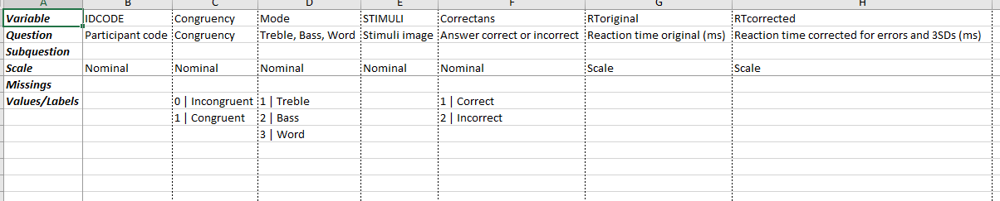 A B C D E F G H
Variable IDCODE Congruency Mode STIMULI Correctans RToriginal RTcorrected
Question Participant code Congruency Treble, Bass, Word Stimuli image Answer correct or incorrect Reaction time original (ms) Reaction time corrected for errors and 3SDs (ms)
Subquestion
Scale Nominal Nominal Nominal Nominal Nominal Scale Scale
Missings
Values/Labels 0 | Incongruent 1 | Treble 1 | Correct
1 | Congruent 2 | Bass 2 | Incorrect
3 | Word